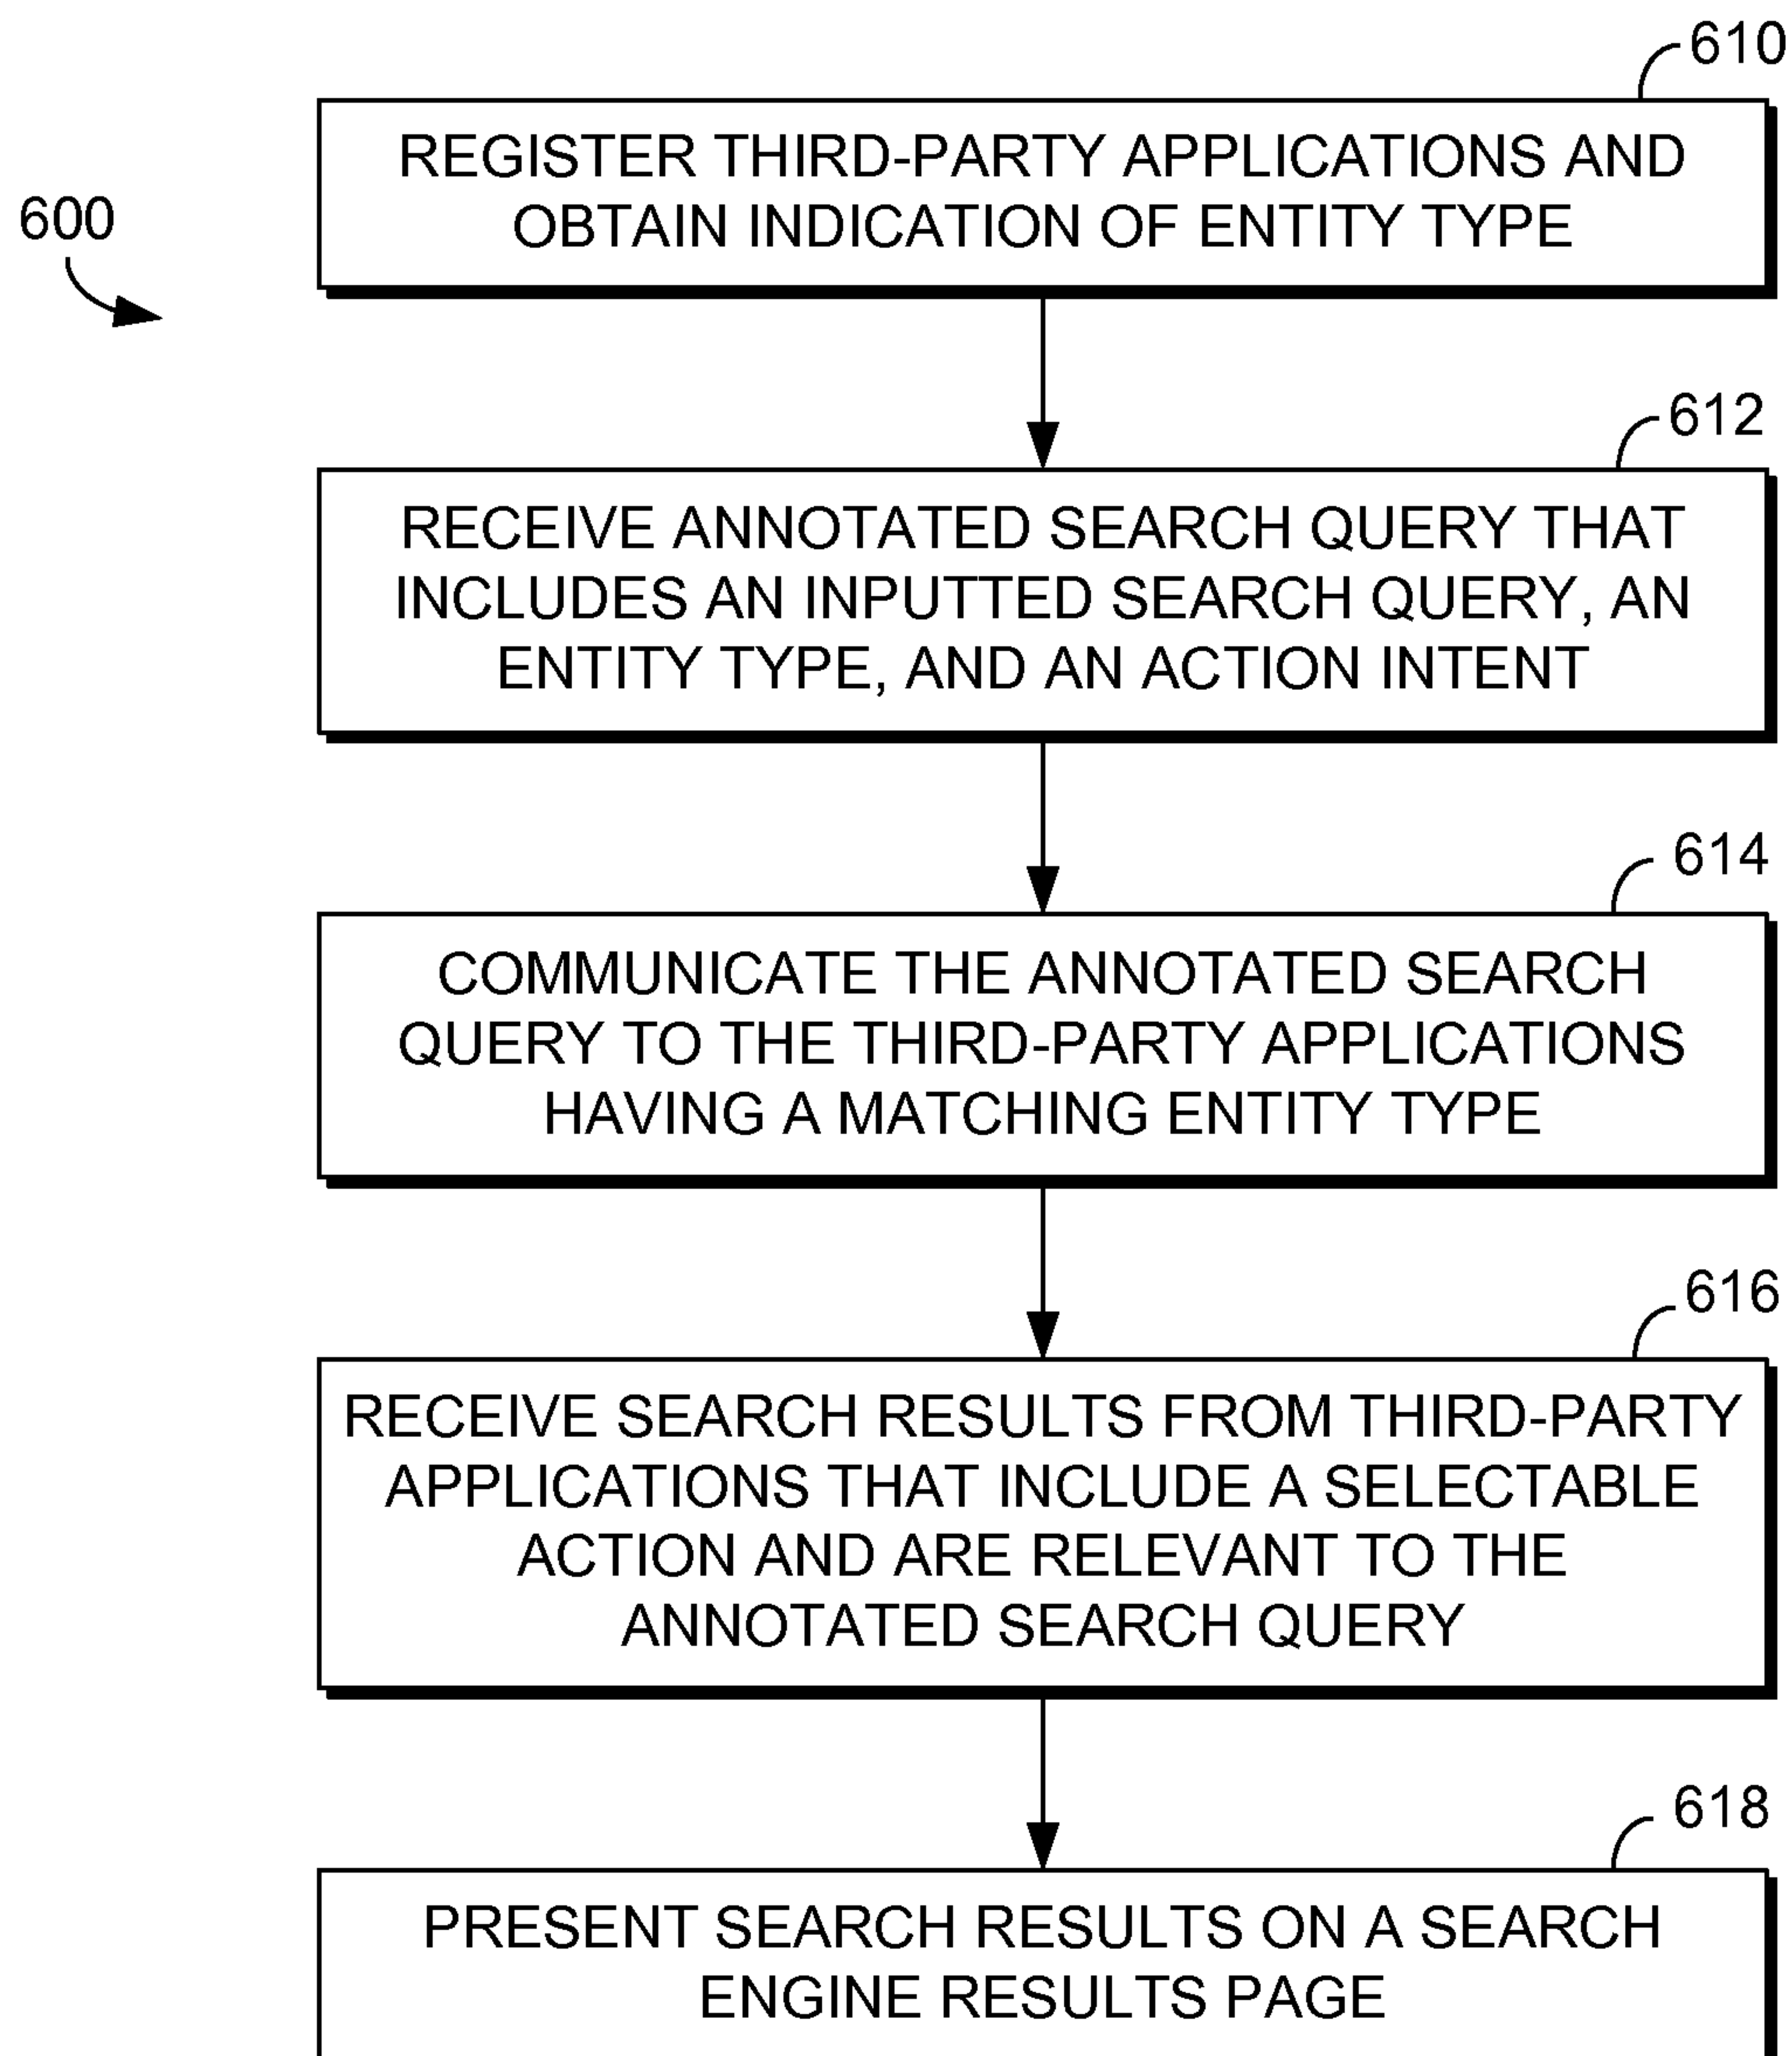 610
REGISTER THIRD-PARTY APPLICATIONS AND
OBTAIN INDICATION OF ENTITY TYPE
600
612
RECEIVE ANNOTATED SEARCH QUERY THAT
INCLUDES AN INPUTTED SEARCH QUERY, AN
ENTITY TYPE, AND AN ACTION INTENT
614
COMMUNICATE THE ANNOTATED SEARCH
QUERY TO THE THIRD-PARTY APPLICATIONS
HAVING A MATCHING ENTITY TYPE
616
RECEIVE SEARCH RESULTS FROM THIRD-PARTY
APPLICATIONS THAT INCLUDE A SELECTABLE
ACTION AND ARE RELEVANT TO THE
ANNOTATED SEARCH QUERY
618
PRESENT SEARCH RESULTS ON A SEARCH
ENGINE RESULTS PAGE